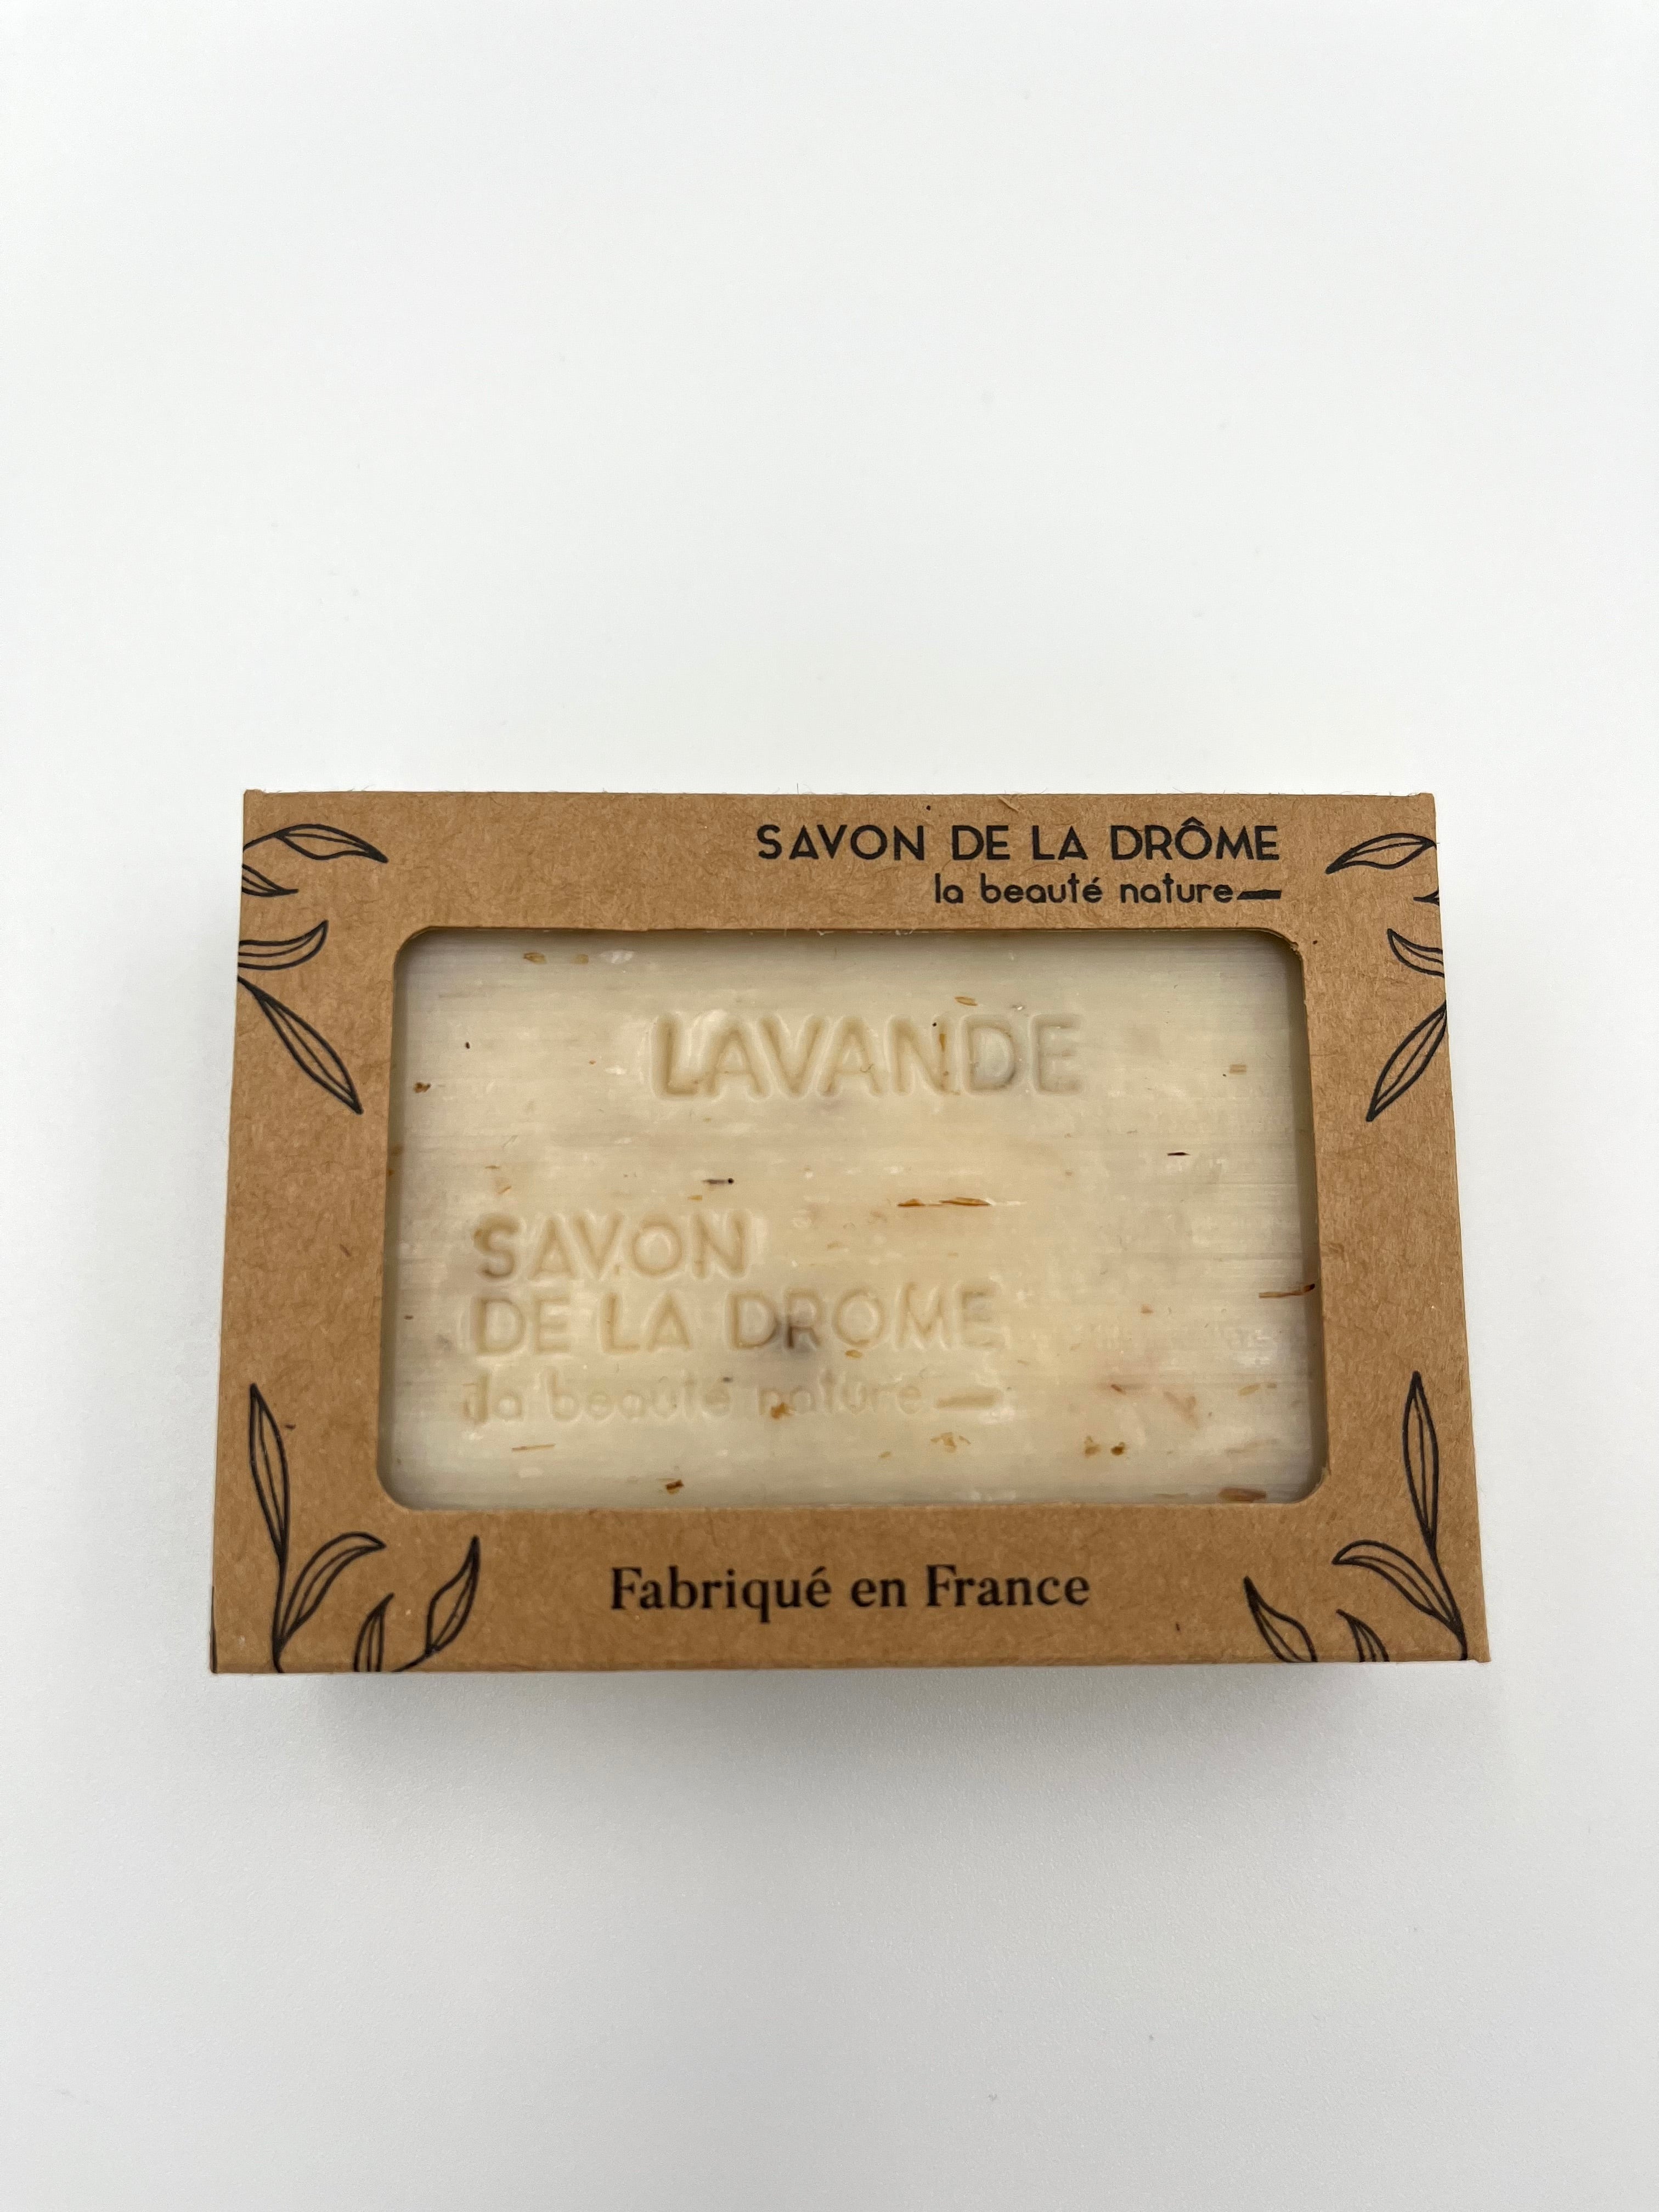 SAVON DE LA DRÔME
la beauté nature
LAVANDE
SAVON
DE LA DROME
la beauté nature
Fabriqué en France